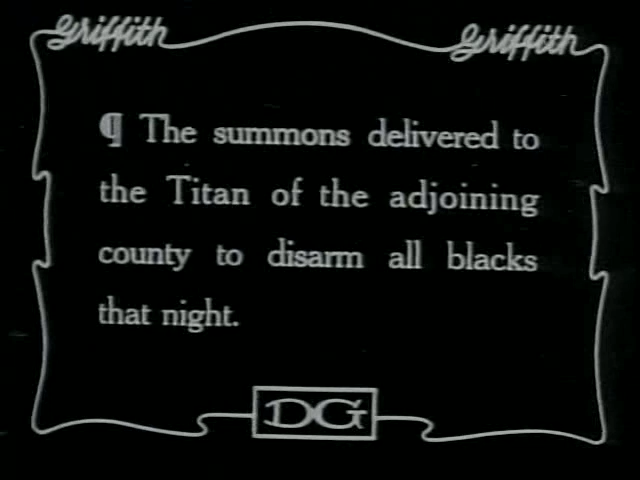 Griffith Griffith
¶ The summons delivered to
the Titan of the adjoining
county to disarm all blacks
that night.
DG